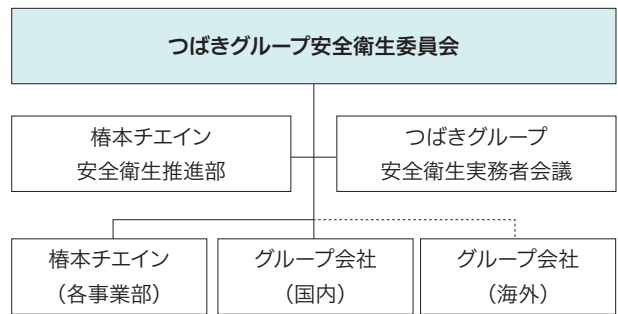 つばきグループ安全衛生委員会
椿本チエイン
安全衛生推進部
つばきグループ
安全衛生実務者会議
椿本チエイン
（各事業部）
グループ会社
（国内）
グループ会社
（海外）